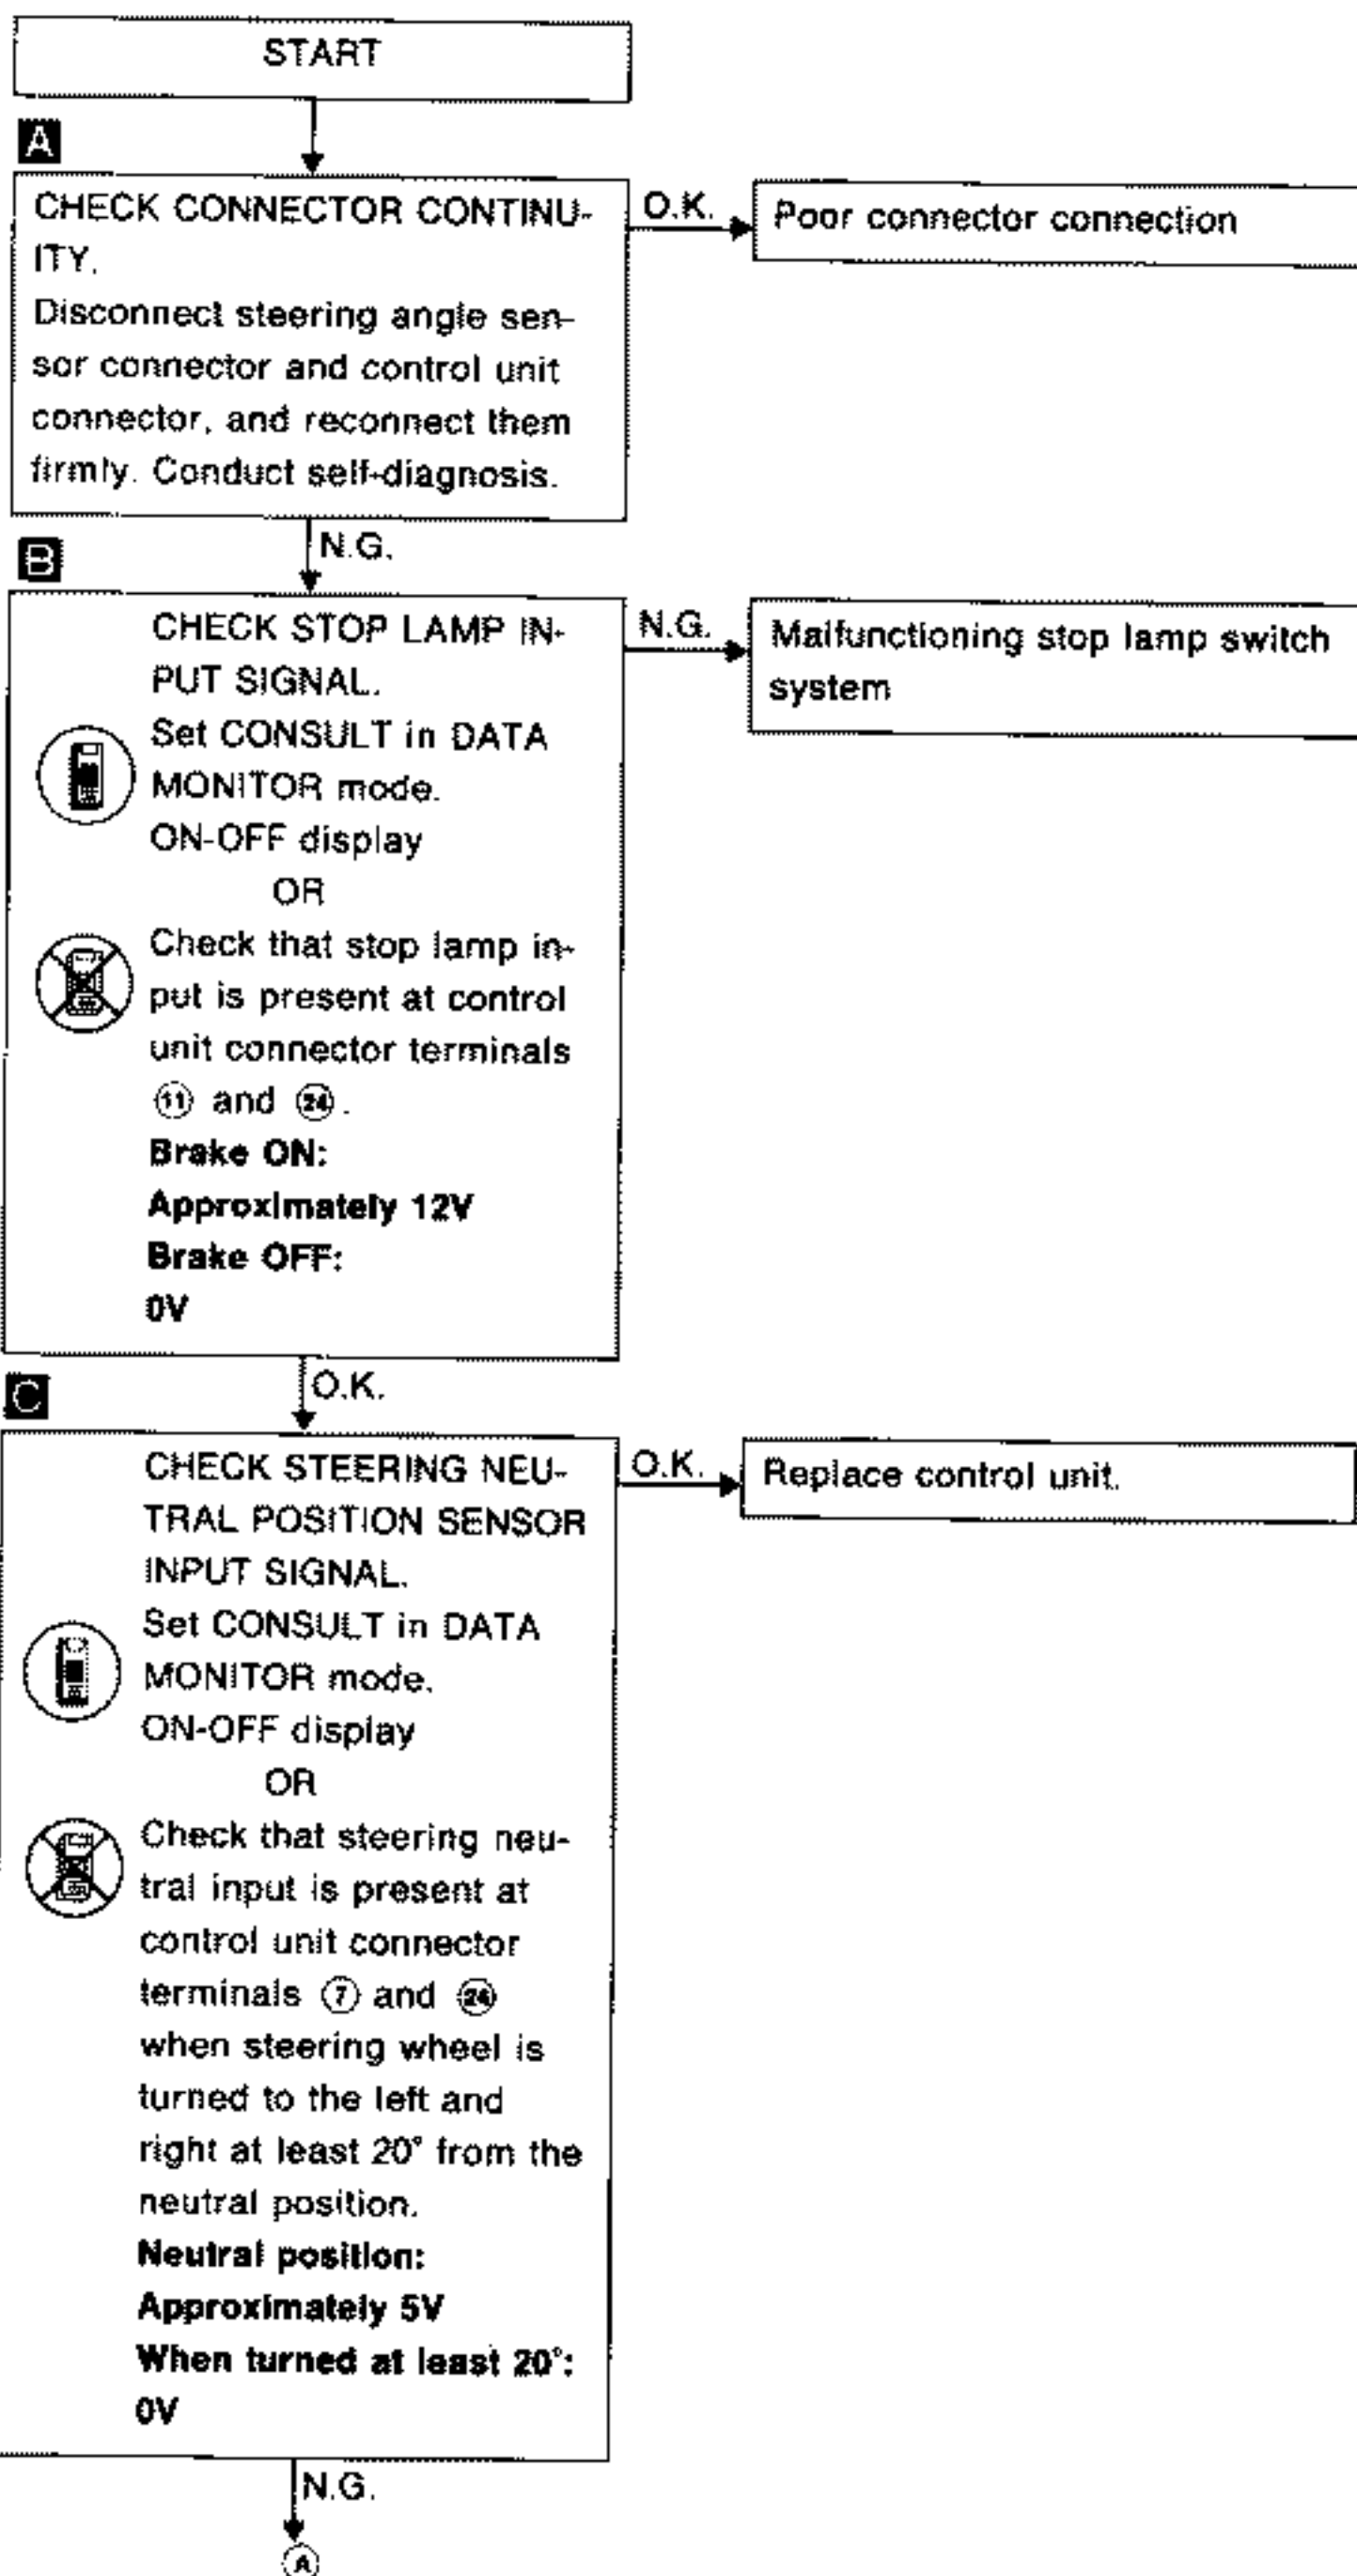 START
A
CHECK CONNECTOR CONTINU-
ITY.
Disconnect steering angle sen-
sor connector and control unit
connector, and reconnect them
firmly. Conduct self-diagnosis.
O.K.
Poor connector connection
N.G.
B
CHECK STOP LAMP IN-
PUT SIGNAL.
Set CONSULT in DATA
MONITOR mode.
ON-OFF display
OR
Check that stop lamp in-
put is present at control
unit connector terminals
⑪ and ㉔.
Brake ON:
Approximately 12V
Brake OFF:
0V
N.G.
Malfunctioning stop lamp switch
system
O.K.
C
CHECK STEERING NEU-
TRAL POSITION SENSOR
INPUT SIGNAL.
Set CONSULT in DATA
MONITOR mode.
ON-OFF display
OR
Check that steering neu-
tral input is present at
control unit connector
terminals ⑦ and ㉔
when steering wheel is
turned to the left and
right at least 20° from the
neutral position.
Neutral position:
Approximately 5V
When turned at least 20°:
0V
O.K.
Replace control unit.
N.G.
Ⓐ